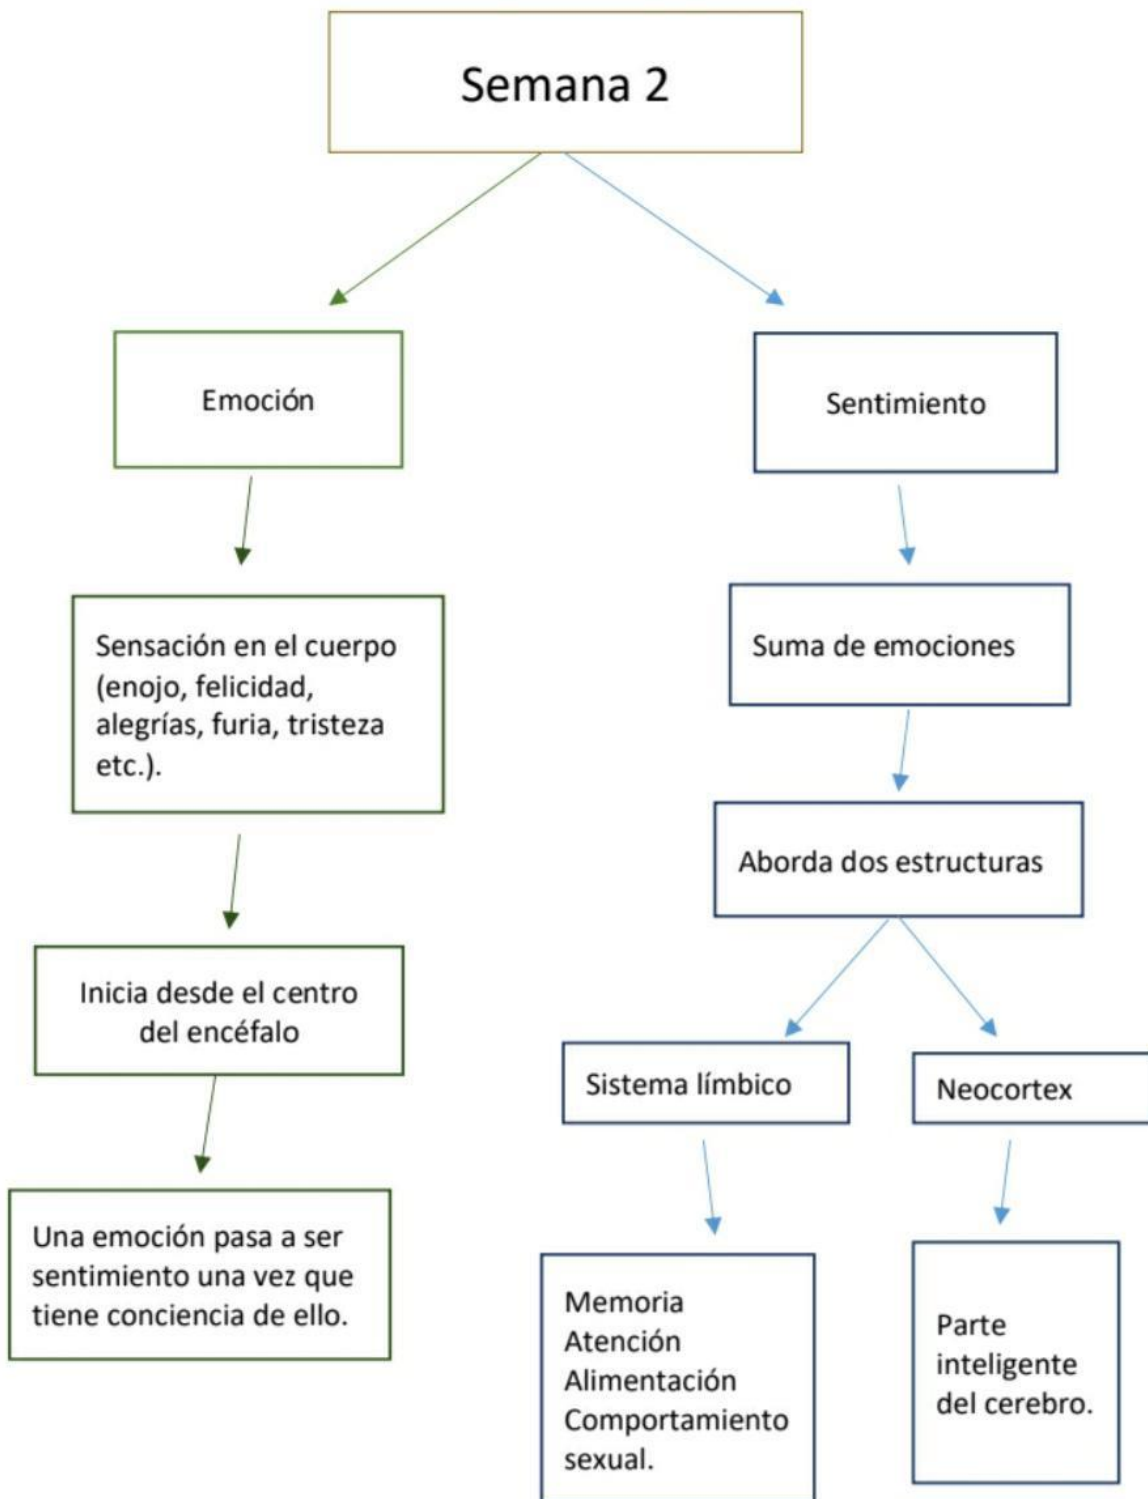 Semana 2
Emoción
Sentimiento
Sensación en el cuerpo
(enojo, felicidad,
alegrías, furia, tristeza
etc.).
Suma de emociones
Aborda dos estructuras
Inicia desde el centro
del encéfalo
Sistema límbico
Neocortex
Una emoción pasa a ser
sentimiento una vez que
tiene conciencia de ello.
Memoria
Atención
Alimentación
Comportamiento
sexual.
Parte
inteligente
del cerebro.